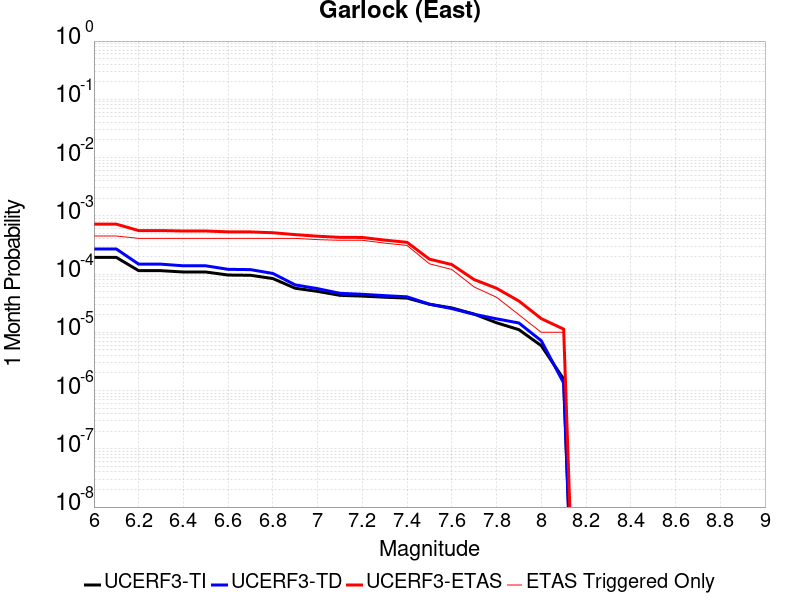 Garlock (East)
10^0
10^-1
10^-2
10^-3
10^-4
10^-5
10^-6
10^-7
10^-8
1 Month Probability
6 6.2 6.4 6.6 6.8 7 7.2 7.4 7.6 7.8 8 8.2 8.4 8.6 8.8 9
Magnitude
UCERF3-TI UCERF3-TD UCERF3-ETAS ETAS Triggered Only